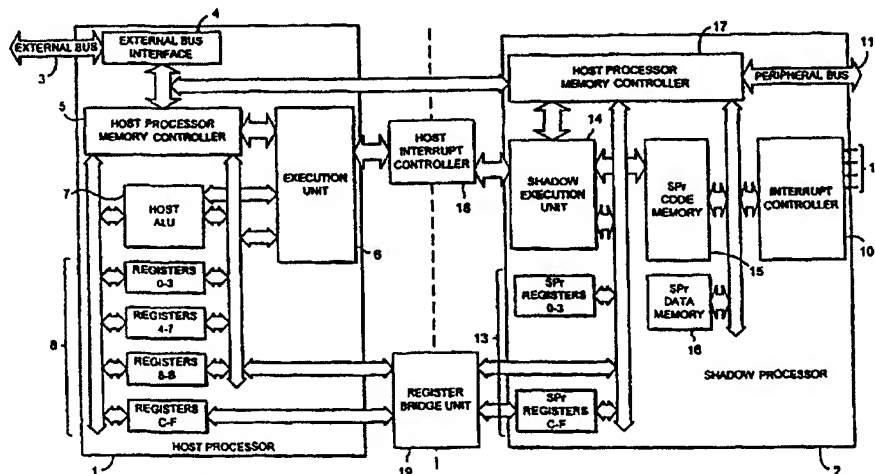 4
EXTERNAL BUS
EXTERNAL BUS
INTERFACE
3
5
HOST PROCESSOR
MEMORY CONTROLLER
7
HOST
ALU
EXECUTION
UNIT
6
REGISTERS
0-3
REGISTERS
4-7
8
REGISTERS
8-B
REGISTERS
C-F
HOST PROCESSOR
1
HOST
INTERRUPT
CONTROLLER
18
REGISTER
BRIDGE UNIT
19
17
HOST PROCESSOR
MEMORY CONTROLLER
11
PERIPHERAL BUS
14
SHADOW
EXECUTION
UNIT
SPr
CODE
MEMORY
15
INTERRUPT
CONTROLLER
10
SPr
REGISTERS
0-3
SPr
DATA
MEMORY
16
13
SPr
REGISTERS
C-F
SHADOW PROCESSOR
2